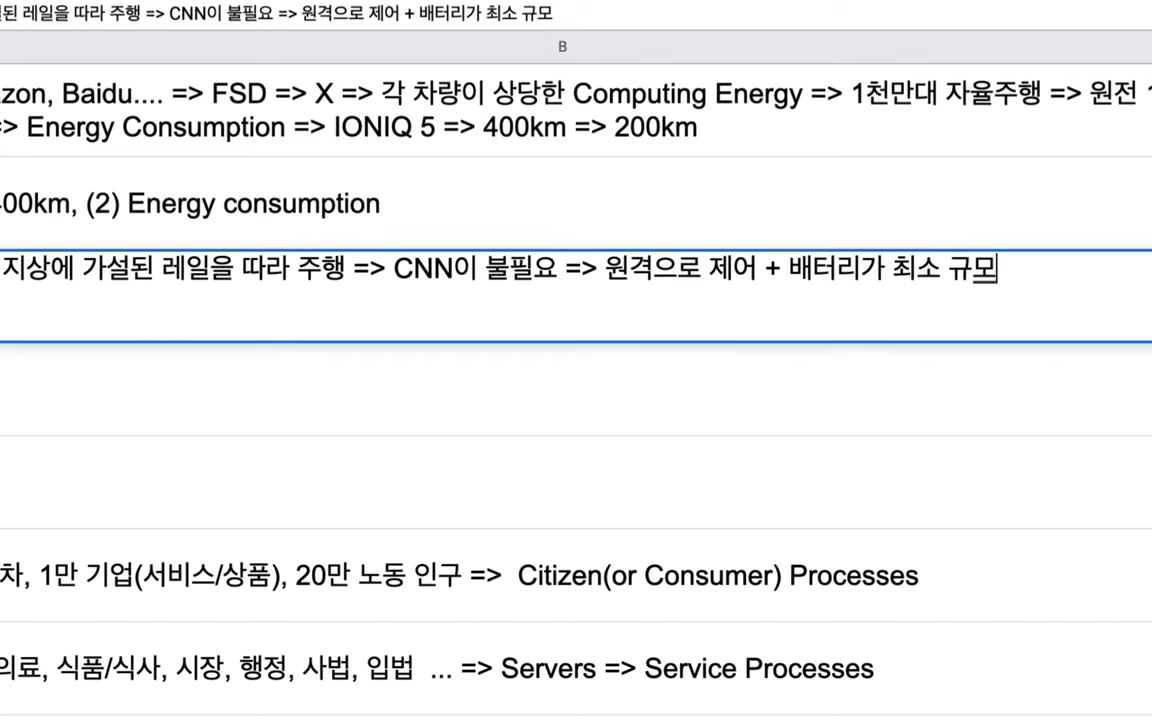 된 레일을 따라 주행 => CNN이 불필요 => 원격으로 제어 + 배터리가 최소 규모
B
zon, Baidu.... => FSD => X => 각 차량이 상당한 Computing Energy => 1천만대 자율주행 => 원전
=> Energy Consumption => IONIQ 5 => 400km => 200km
00km, (2) Energy consumption
지상에 가설된 레일을 따라 주행 => CNN이 불필요 => 원격으로 제어 + 배터리가 최소 규모
차, 1만 기업(서비스/상품), 20만 노동 인구 => Citizen(or Consumer) Processes
의료, 식품/식사, 시장, 행정, 사법, 입법 ... => Servers => Service Processes